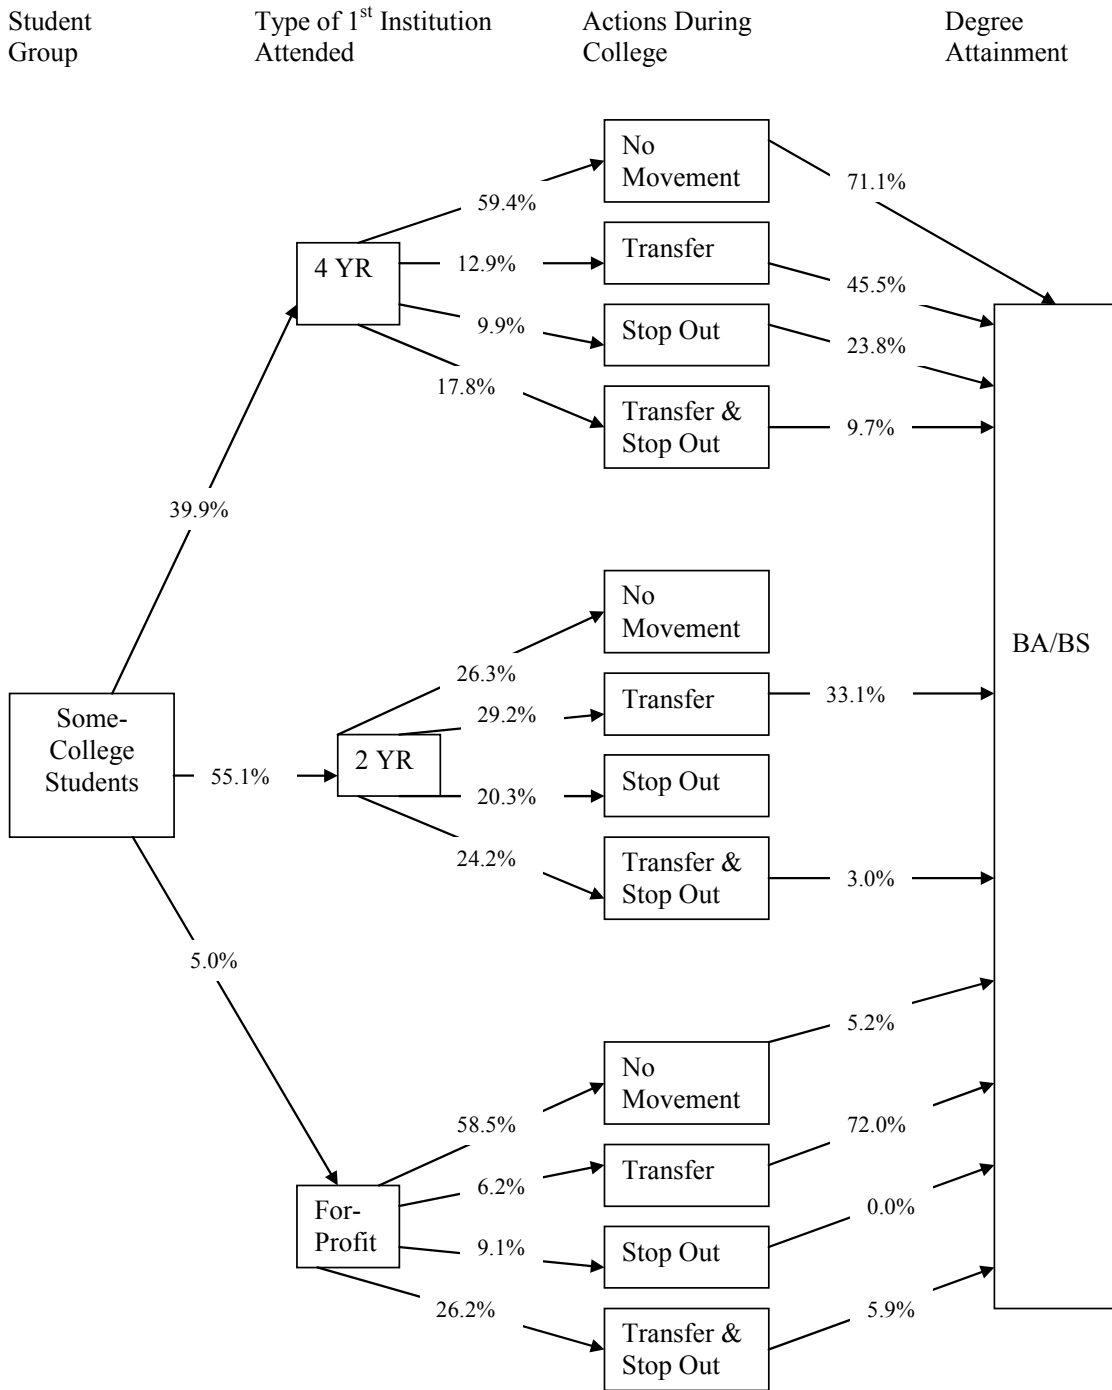 Student
Group
Type of 1st Institution
Attended
Actions During
College
Degree
Attainment
No
Movement
71.1%
59.4%
4 YR
12.9%
Transfer
45.5%
9.9%
Stop Out
23.8%
17.8%
Transfer &
Stop Out
9.7%
39.9%
No
Movement
BA/BS
26.3%
Some-
College
Students
55.1%
2 YR
29.2%
Transfer
33.1%
20.3%
Stop Out
24.2%
Transfer &
Stop Out
3.0%
5.0%
5.2%
No
Movement
58.5%
72.0%
For-
Profit
6.2%
Transfer
0.0%
9.1%
Stop Out
26.2%
5.9%
Transfer &
Stop Out